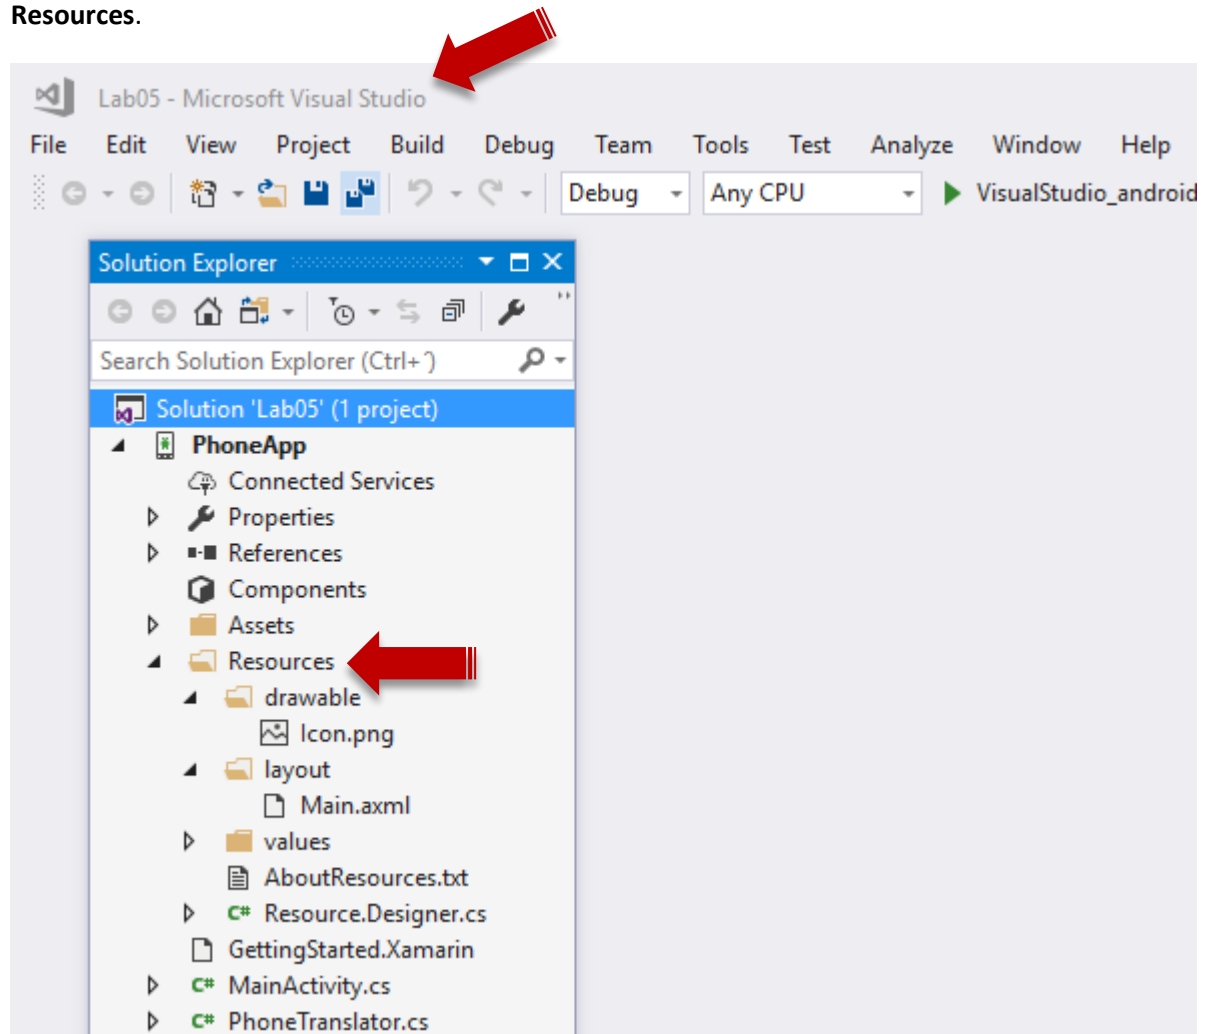 Resources.
Lab05 - Microsoft Visual Studio
File Edit View Project Build Debug Team Tools Test Analyze Window Help
Debug Any CPU VisualStudio_android
Solution Explorer
Search Solution Explorer (Ctrl+´)
Solution 'Lab05' (1 project)
PhoneApp
Connected Services
Properties
References
Components
Assets
Resources
drawable
Icon.png
layout
Main.axml
values
AboutResources.txt
C# Resource.Designer.cs
GettingStarted.Xamarin
C# MainActivity.cs
C# PhoneTranslator.cs